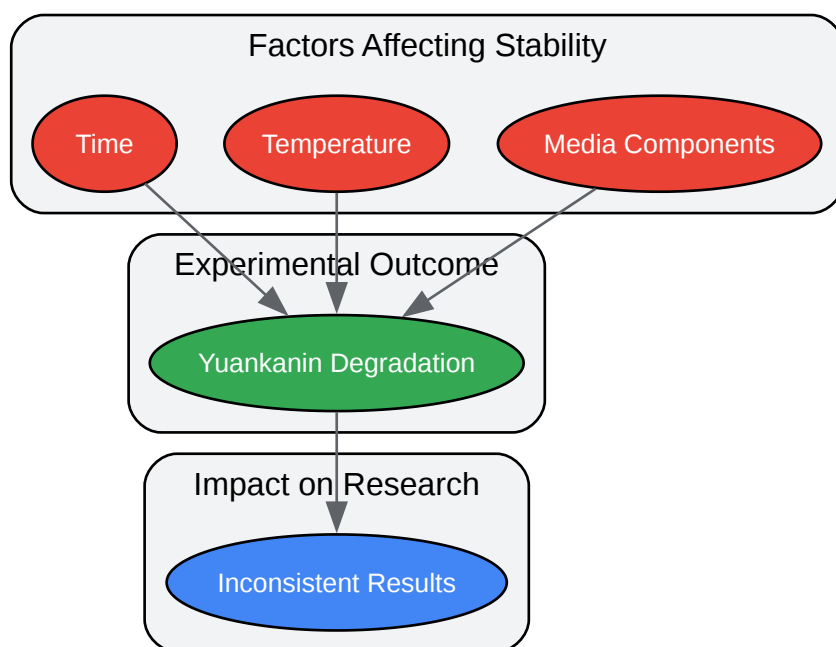 Factors Affecting Stability
Time
Temperature
Media Components
Experimental Outcome
Yuankanin Degradation
Impact on Research
Inconsistent Results